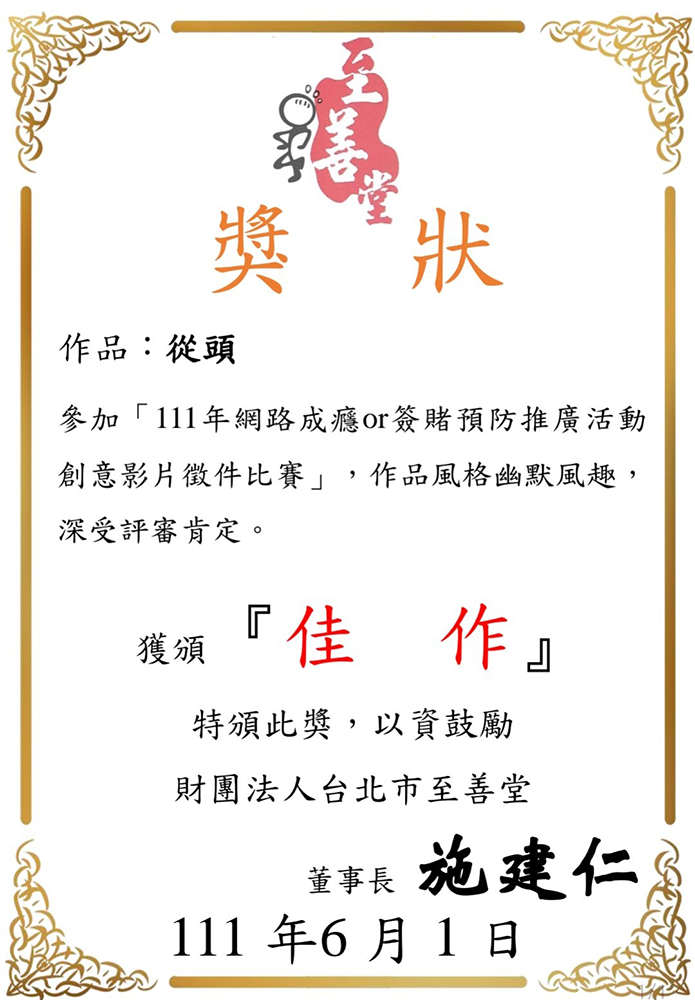 至善堂
獎 狀
作品：從頭
參加「111年網路成癮or簽賭預防推廣活動
創意影片徵件比賽」，作品風格幽默風趣，
深受評審肯定。
獲頒『佳 作』
特頒此獎，以資鼓勵
財團法人台北市至善堂
董事長 施建仁
111 年6 月 1 日